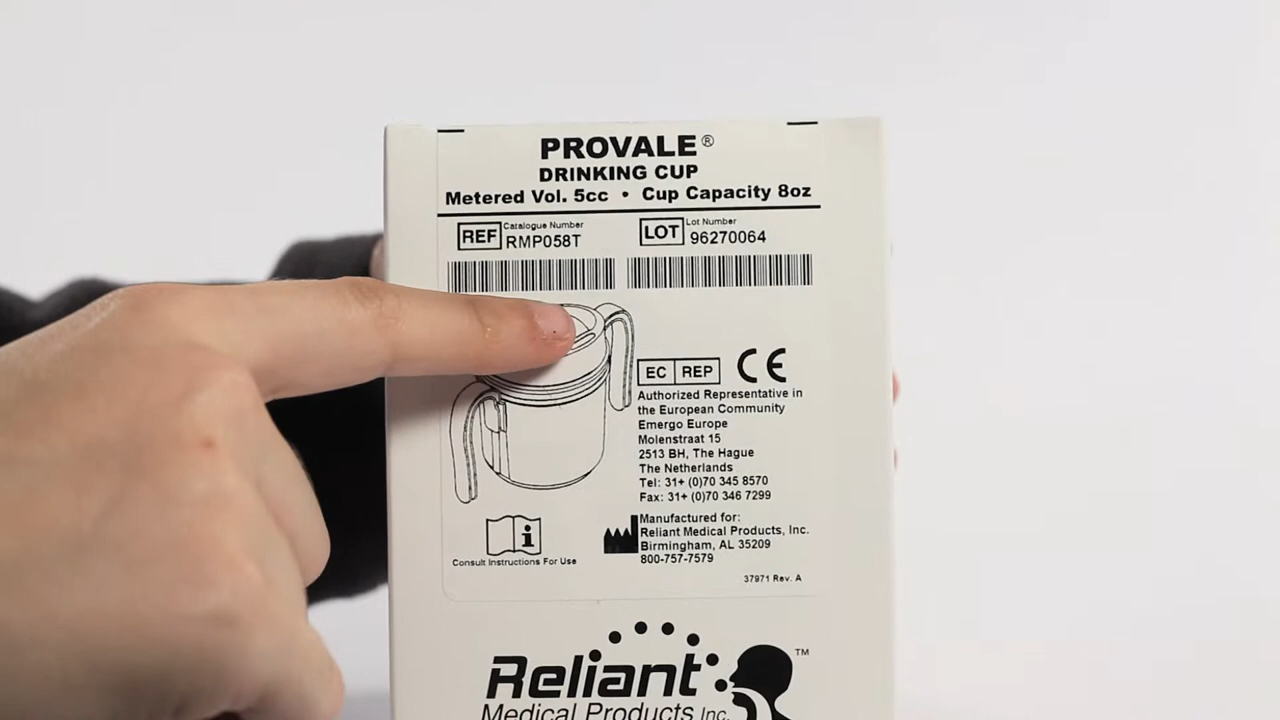 PROVALE®
DRINKING CUP
Metered Vol. 5cc • Cup Capacity 8oz
REF Catalogue Number
RMP058T
LOT Lot Number
96270064
EC REP CE
Authorized Representative in
the European Community
Emergo Europe
Molenstraat 15
2513 BH, The Hague
The Netherlands
Tel: 31+ (0)70 345 8570
Fax: 31+ (0)70 346 7299
i
Consult Instructions For Use
Manufactured for:
Reliant Medical Products, Inc.
Birmingham, AL 35209
800-757-7579
37971 Rev. A
Reliant TM
Medical Products Inc.